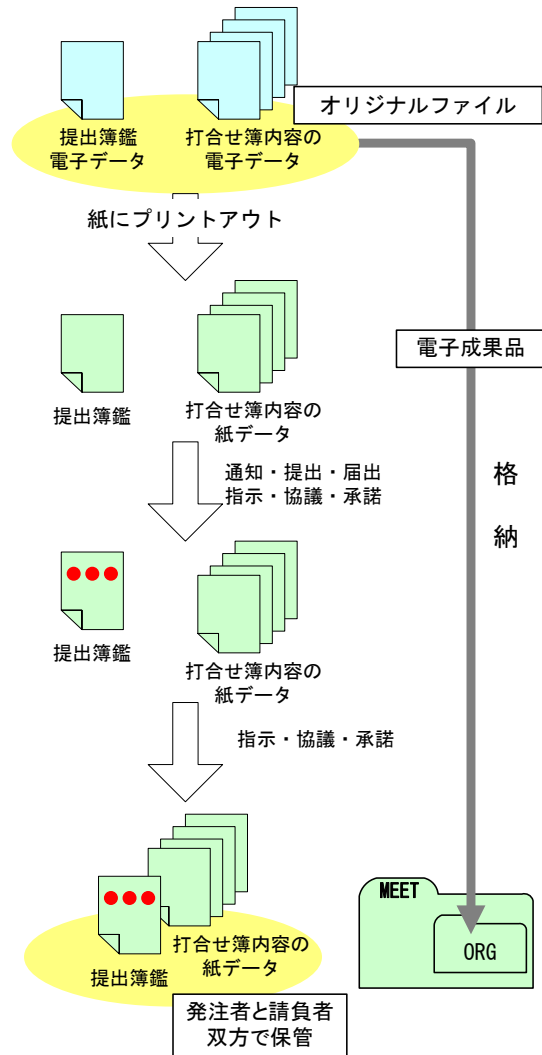 オリジナルファイル
提出簿鑑
電子データ
打合せ簿内容の
電子データ
紙にプリントアウト
電子成果品
提出簿鑑
打合せ簿内容の
紙データ
通知・提出・届出
指示・協議・承諾
格
納
提出簿鑑
打合せ簿内容の
紙データ
指示・協議・承諾
MEET
ORG
提出簿鑑
打合せ簿内容の
紙データ
発注者と請負者
双方で保管